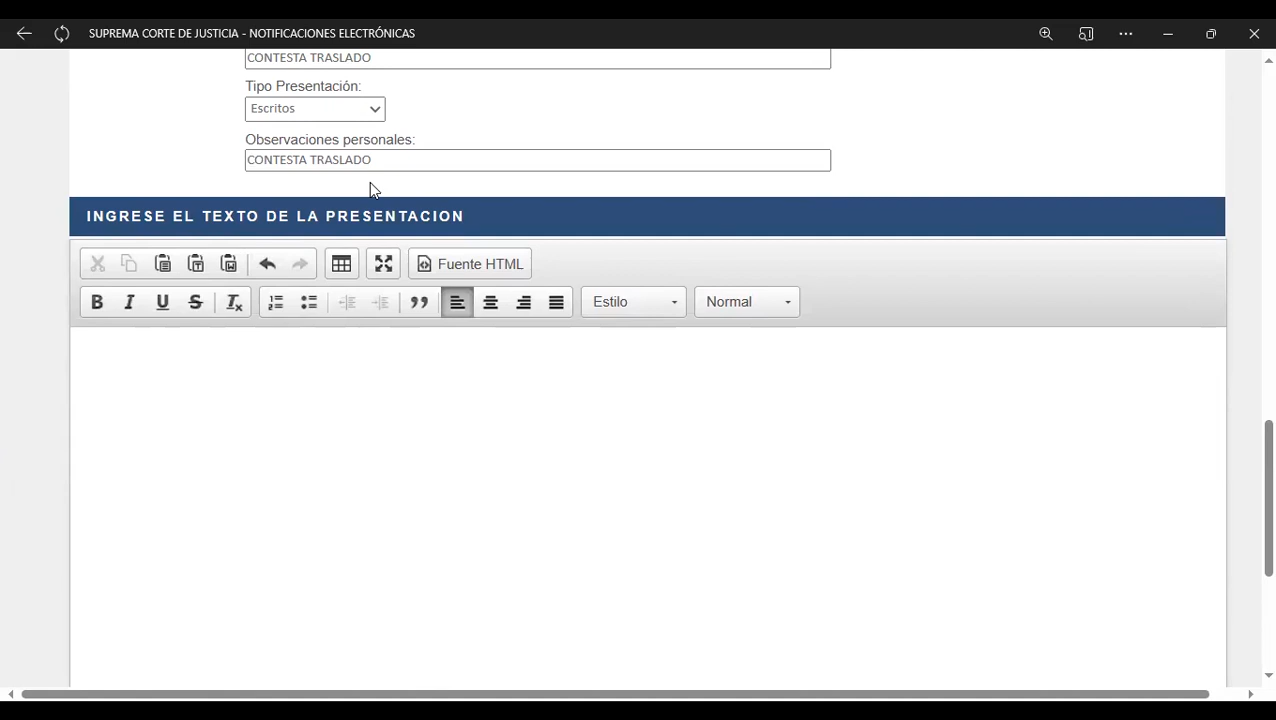 SUPREMA CORTE DE JUSTICIA - NOTIFICACIONES ELECTRÓNICAS
CONTESTA TRASLADO
Tipo Presentación:
Escritos
Observaciones personales:
CONTESTA TRASLADO
INGRESE EL TEXTO DE LA PRESENTACION
Fuente HTML
Estilo
Normal